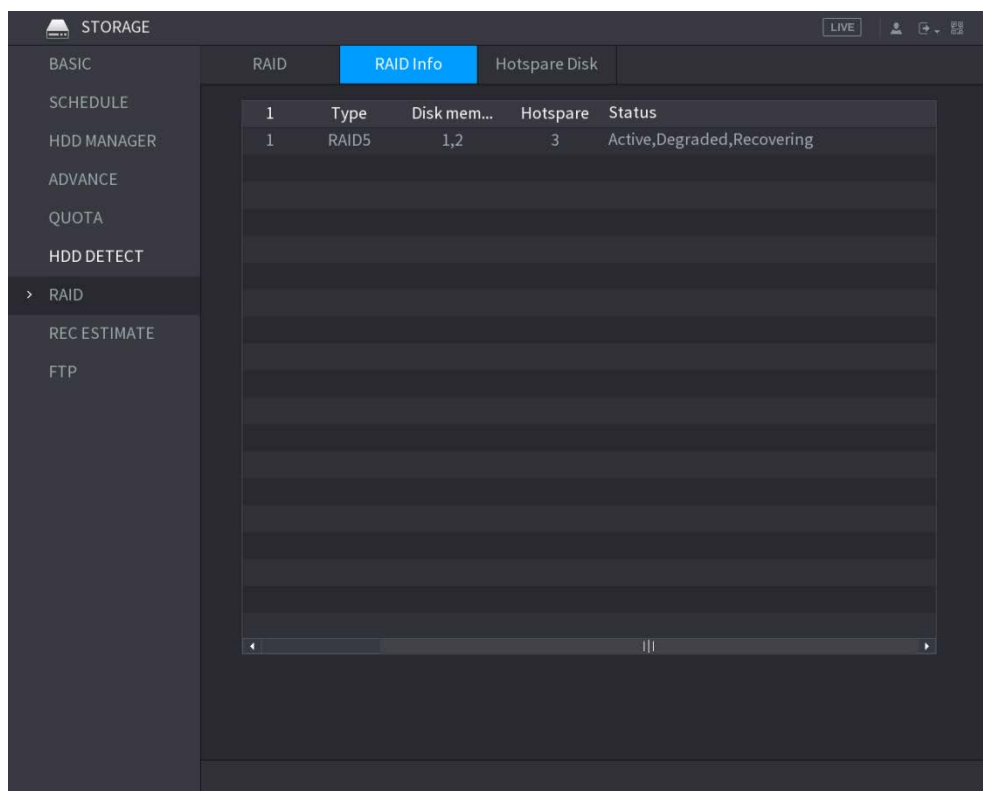 STORAGE LIVE
BASIC
SCHEDULE
HDD MANAGER
ADVANCE
QUOTA
HDD DETECT
> RAID
REC ESTIMATE
FTP
RAID RAID Info Hotspare Disk
1 Type Disk mem... Hotspare Status
1 RAID5 1,2 3 Active,Degraded,Recovering